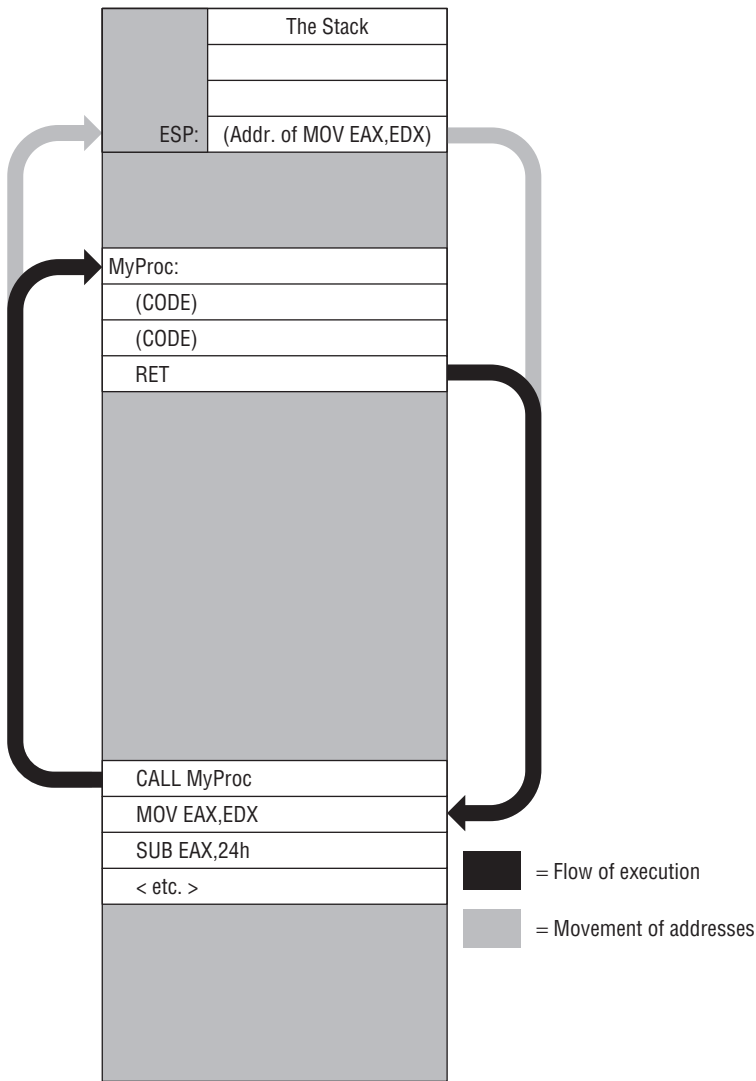 The Stack
ESP: (Addr. of MOV EAX,EDX)
MyProc:
(CODE)
(CODE)
RET
CALL MyProc
MOV EAX,EDX
SUB EAX,24h
< etc. >
= Flow of execution
= Movement of addresses